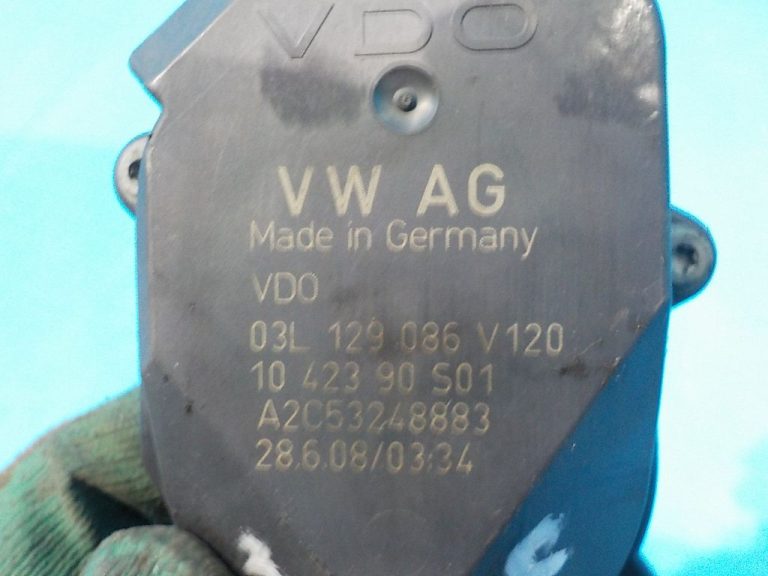 VDO
VW AG
Made in Germany
VDO
03L 129 086 V120
10 423 90 S01
A2C53248883
28.6.08/03:34